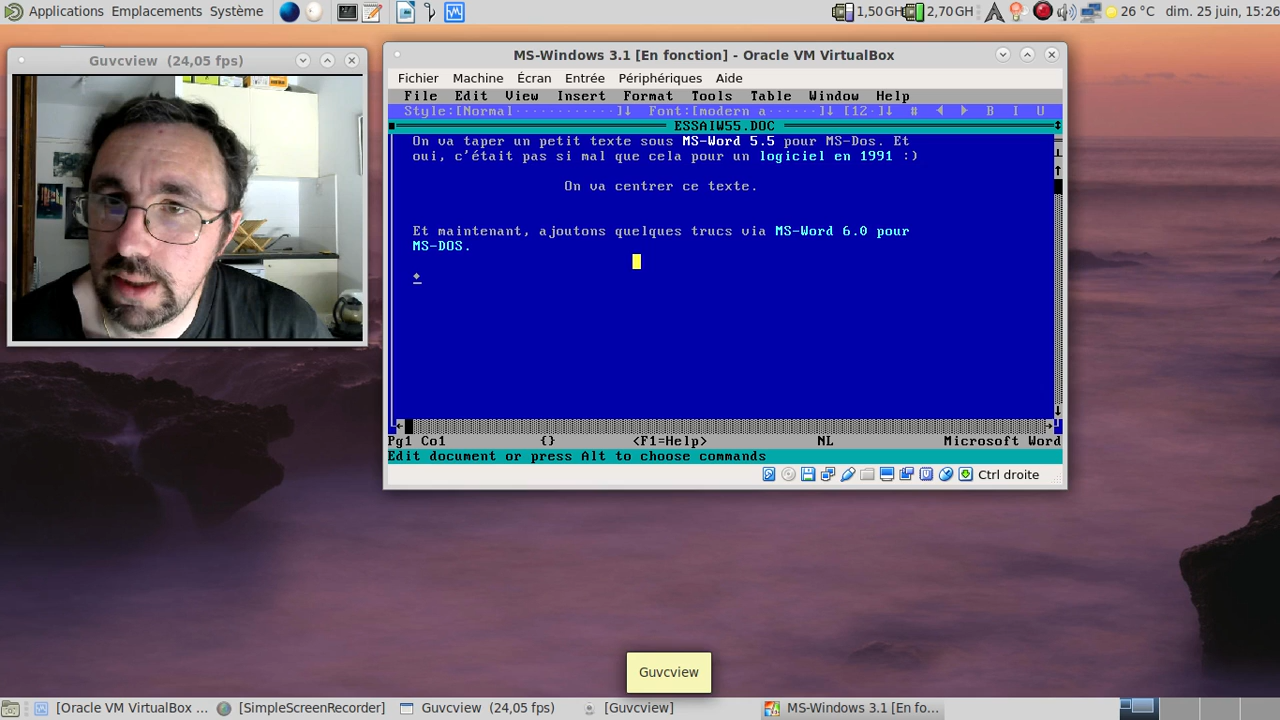 Applications Emplacements Système
1,50GH 2,70GH 26 °C dim. 25 juin, 15:26
Guvcview (24,05 fps)
MS-Windows 3.1 [En fonction] - Oracle VM VirtualBox
Fichier Machine Écran Entrée Périphériques Aide
File Edit View Insert Format Tools Table Window Help
Style:[Normal············]↓ Font:[modern a······]↓ [12·]↓ # B I U
ESSAIW55.DOC
On va taper un petit texte sous MS-Word 5.5 pour MS-Dos. Et
oui, c'était pas si mal que cela pour un logiciel en 1991 :)
On va centrer ce texte.
Et maintenant, ajoutons quelques trucs via MS-Word 6.0 pour
MS-DOS.
Pg1 Co1 {} <F1=Help> NL Microsoft Word
Edit document or press Alt to choose commands
Ctrl droite
Guvcview
[Oracle VM VirtualBox ... [SimpleScreenRecorder] Guvcview (24,05 fps) [Guvcview] MS-Windows 3.1 [En fo...